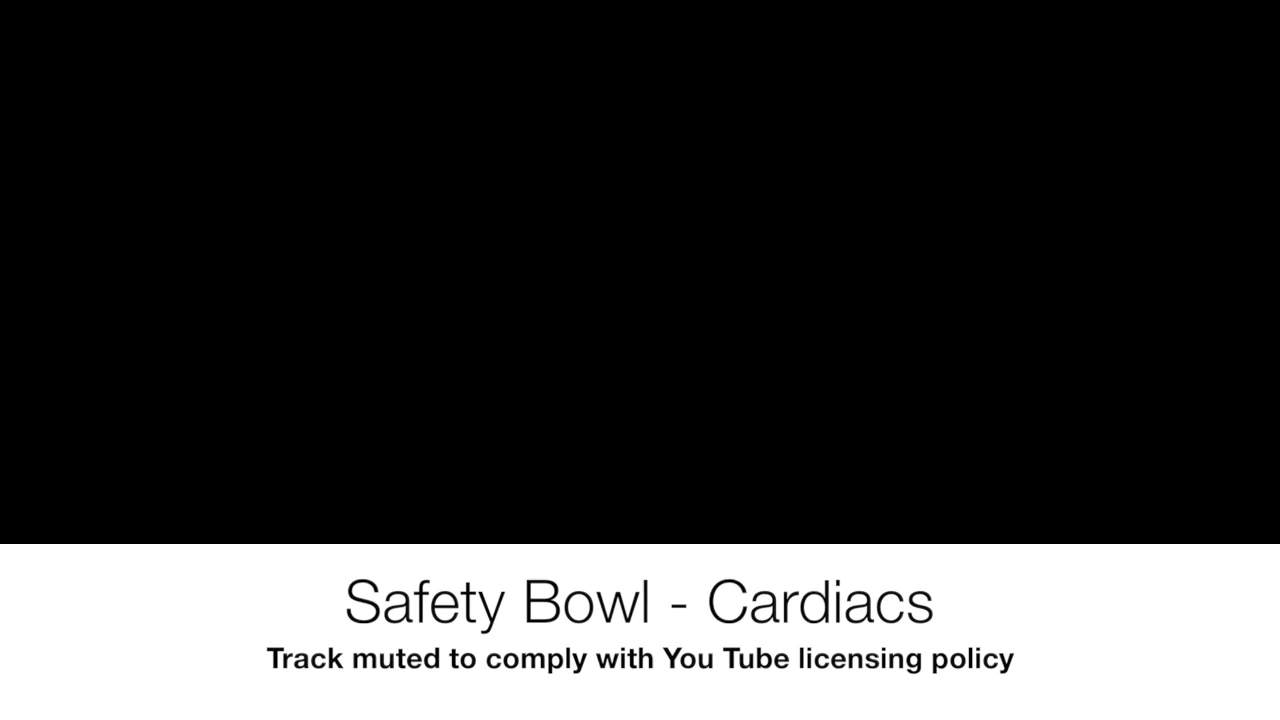 Safety Bowl - Cardiacs
Track muted to comply with You Tube licensing policy